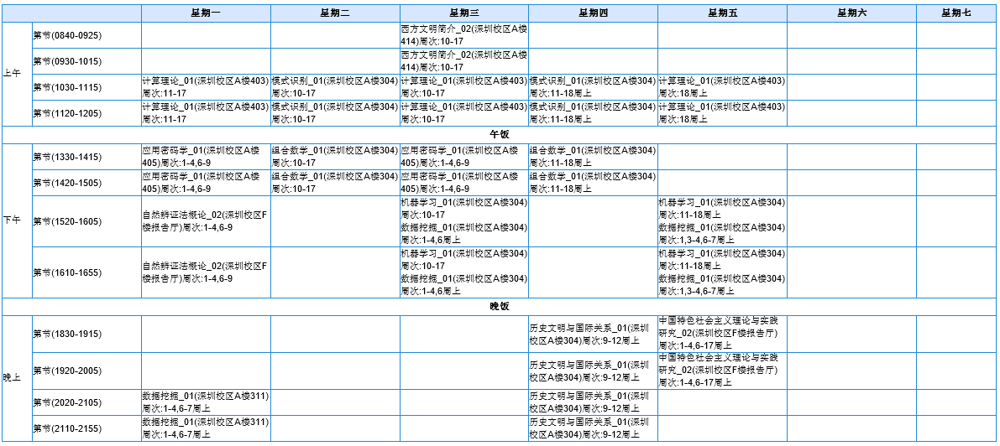 星期一 星期二 星期三 星期四 星期五 星期六 星期七
上午
第节(0840-0925)
西方文明简介_02(深圳校区A楼
414)周次:10-17
第节(0930-1015)
西方文明简介_02(深圳校区A楼
414)周次:10-17
第节(1030-1115)
计算理论_01(深圳校区A楼403)
周次:11-17
模式识别_01(深圳校区A楼304)
周次:10-17
计算理论_01(深圳校区A楼403)
周次:10-17
模式识别_01(深圳校区A楼304)
周次:11-18周上
计算理论_01(深圳校区A楼403)
周次:18周上
第节(1120-1205)
计算理论_01(深圳校区A楼403)
周次:11-17
模式识别_01(深圳校区A楼304)
周次:10-17
计算理论_01(深圳校区A楼403)
周次:10-17
模式识别_01(深圳校区A楼304)
周次:11-18周上
计算理论_01(深圳校区A楼403)
周次:18周上
午饭
下午
第节(1330-1415)
应用密码学_01(深圳校区A楼
405)周次:1-4,6-9
组合数学_01(深圳校区A楼304)
周次:10-17
应用密码学_01(深圳校区A楼
405)周次:1-4,6-9
组合数学_01(深圳校区A楼304)
周次:11-18周上
第节(1420-1505)
应用密码学_01(深圳校区A楼
405)周次:1-4,6-9
组合数学_01(深圳校区A楼304)
周次:10-17
应用密码学_01(深圳校区A楼
405)周次:1-4,6-9
组合数学_01(深圳校区A楼304)
周次:11-18周上
第节(1520-1605)
自然辨证法概论_02(深圳校区F
楼报告厅)周次:1-4,6-9
机器学习_01(深圳校区A楼304)
周次:10-17
数据挖掘_01(深圳校区A楼304)
周次:1-4,6周上
机器学习_01(深圳校区A楼304)
周次:11-18周上
数据挖掘_01(深圳校区A楼304)
周次:1,3-4,6-7周上
第节(1610-1655)
自然辨证法概论_02(深圳校区F
楼报告厅)周次:1-4,6-9
机器学习_01(深圳校区A楼304)
周次:10-17
数据挖掘_01(深圳校区A楼304)
周次:1-4,6周上
机器学习_01(深圳校区A楼304)
周次:11-18周上
数据挖掘_01(深圳校区A楼304)
周次:1,3-4,6-7周上
晚饭
晚上
第节(1830-1915)
历史文明与国际关系_01(深圳
校区A楼304)周次:9-12周上
中国特色社会主义理论与实践
研究_02(深圳校区F楼报告厅)
周次:1-4,6-17周上
第节(1920-2005)
历史文明与国际关系_01(深圳
校区A楼304)周次:9-12周上
中国特色社会主义理论与实践
研究_02(深圳校区F楼报告厅)
周次:1-4,6-17周上
第节(2020-2105)
数据挖掘_01(深圳校区A楼311)
周次:1-4,6-7周上
历史文明与国际关系_01(深圳
校区A楼304)周次:9-12周上
第节(2110-2155)
数据挖掘_01(深圳校区A楼311)
周次:1-4,6-7周上
历史文明与国际关系_01(深圳
校区A楼304)周次:9-12周上